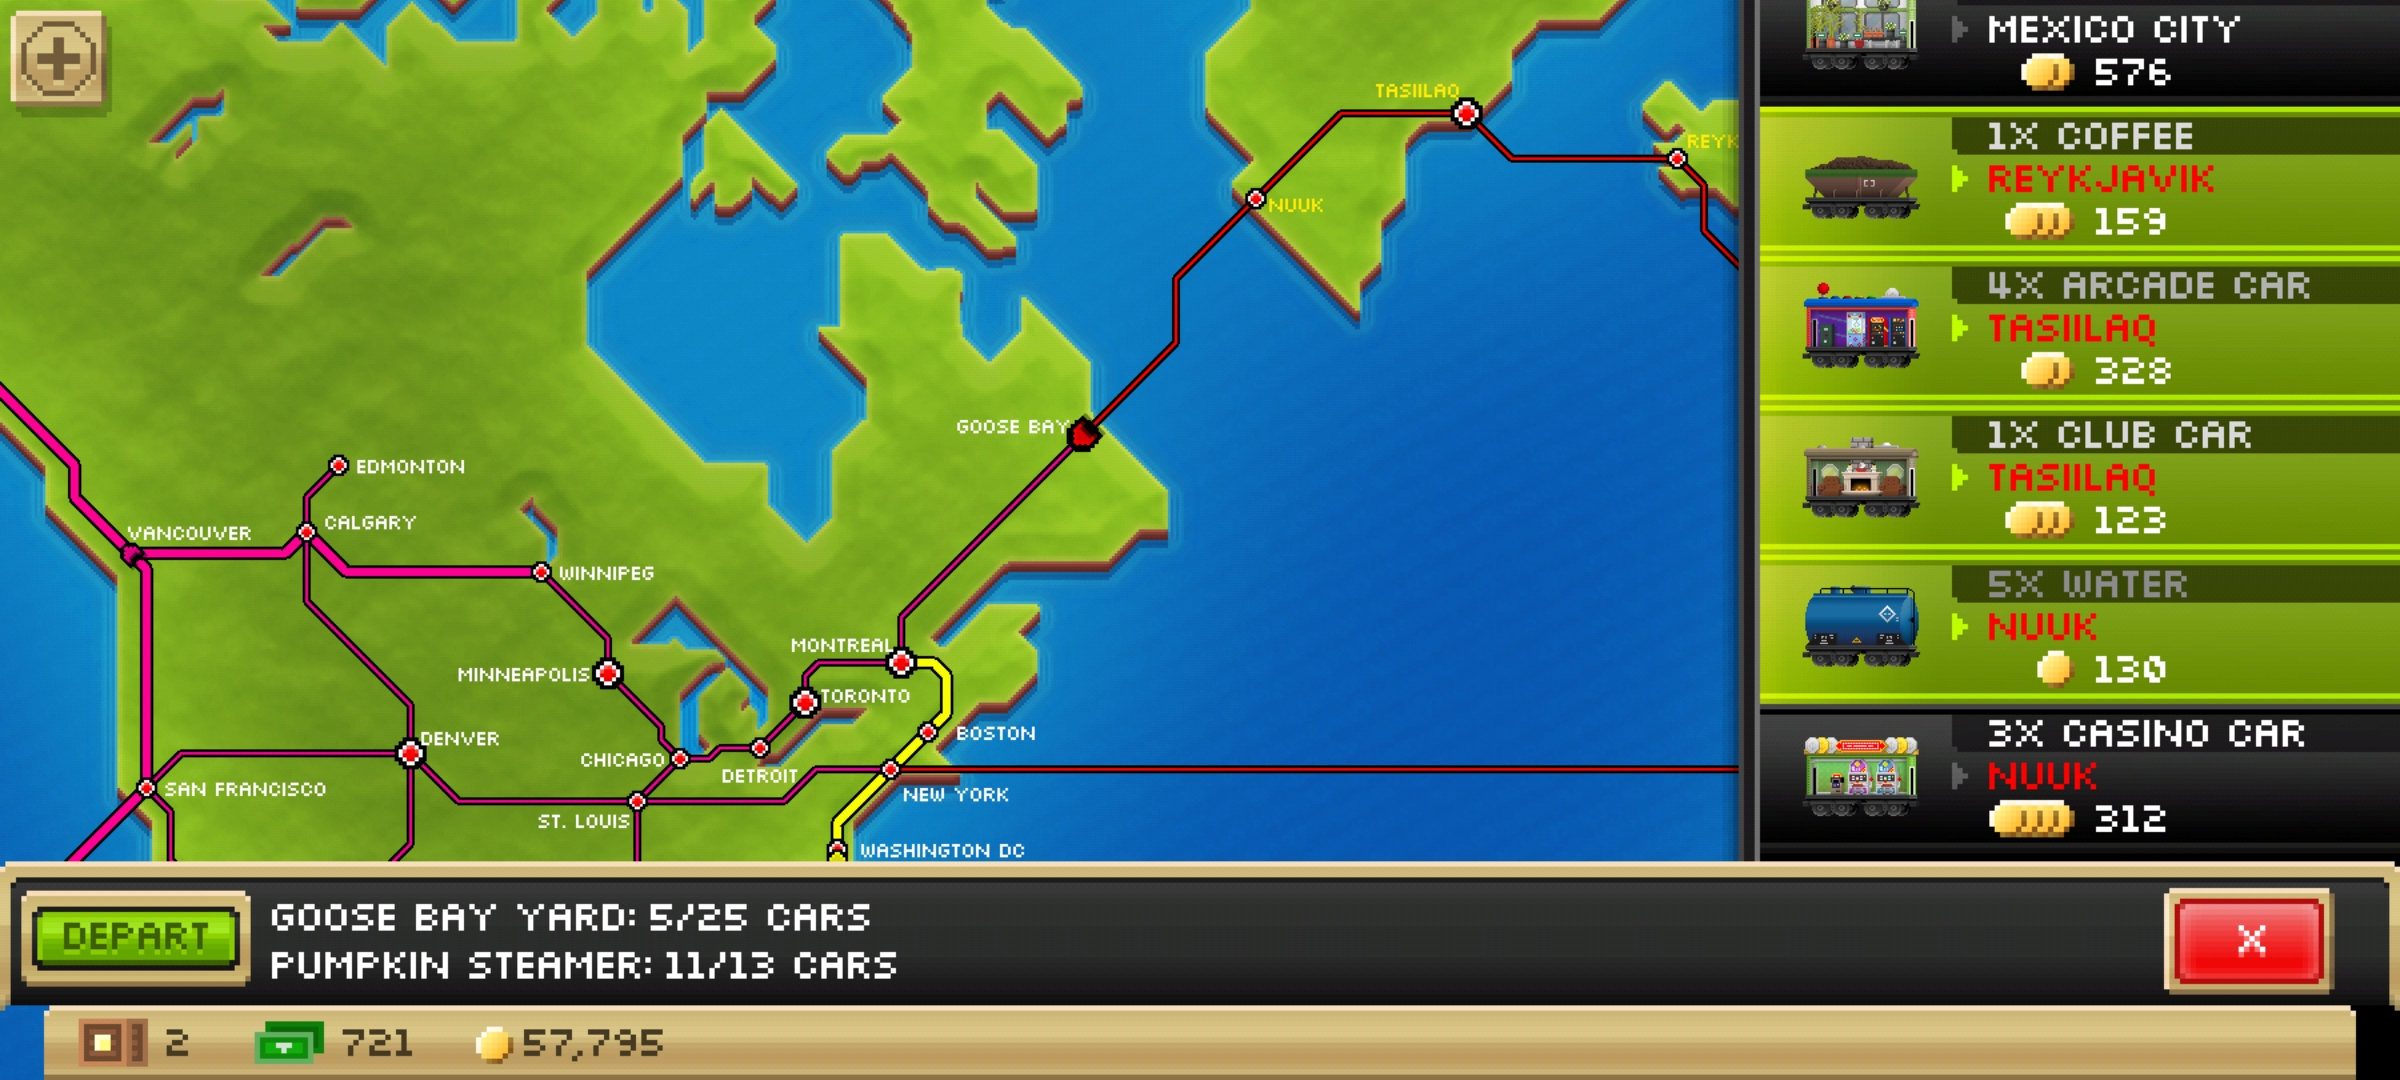 TASIILAQ
REYK
NUUK
GOOSE BAY
EDMONTON
CALGARY
VANCOUVER
WINNIPEG
MONTREAL
MINNEAPOLIS
TORONTO
BOSTON
DENVER
CHICAGO
DETROIT
SAN FRANCISCO
NEW YORK
ST. LOUIS
WASHINGTON DC
MEXICO CITY
576
1X COFFEE
REYKJAVIK
159
4X ARCADE CAR
TASIILAQ
328
1X CLUB CAR
TASIILAQ
123
5X WATER
NUUK
130
3X CASINO CAR
NUUK
312
DEPART
GOOSE BAY YARD: 5/25 CARS
PUMPKIN STEAMER: 11/13 CARS
X
2
721
57,795